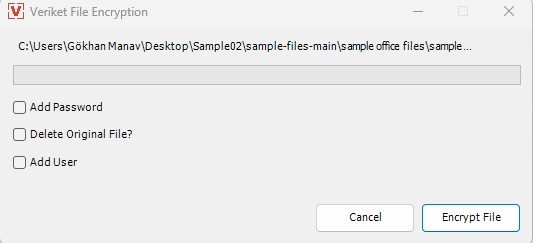 Veriket File Encryption
C:\Users\Gökhan Manav\Desktop\Sample02\sample-files-main\sample office files\sample...
Add Password
Delete Original File?
Add User
Cancel
Encrypt File